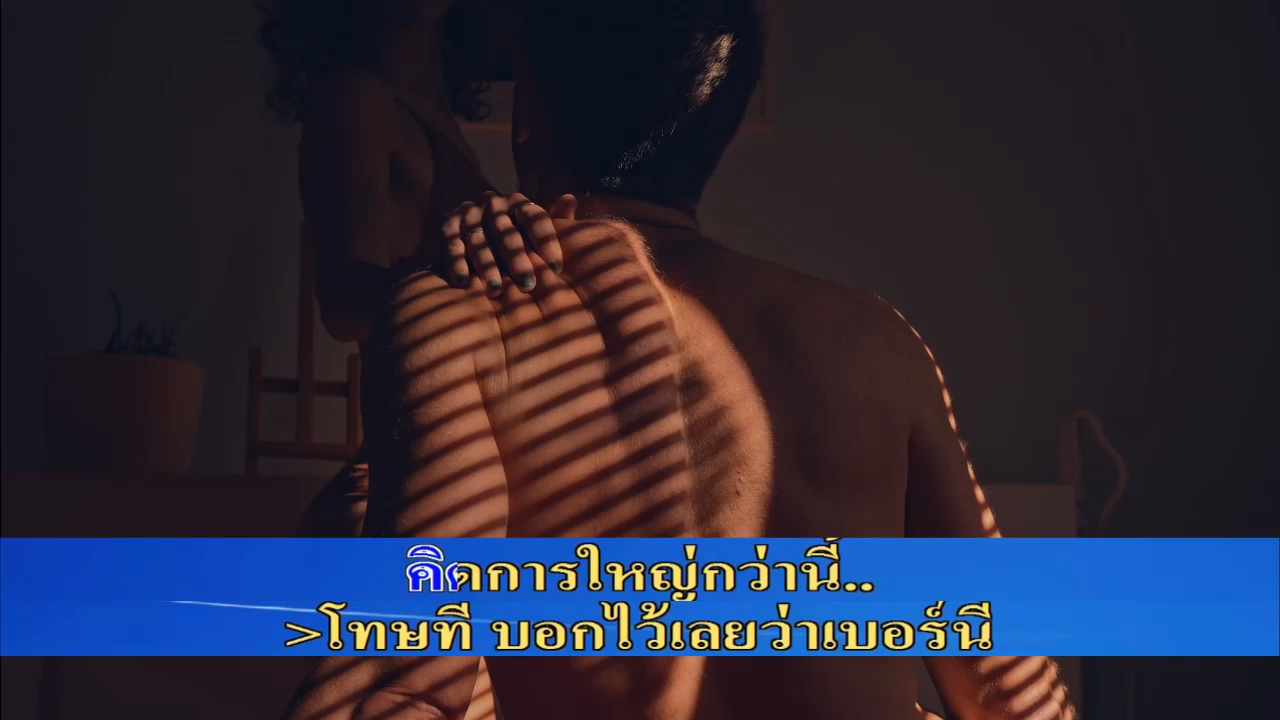 คิดการใหญ่กว่านี้..
>โทษที บอกไว้เลยว่าเบอร์นี้